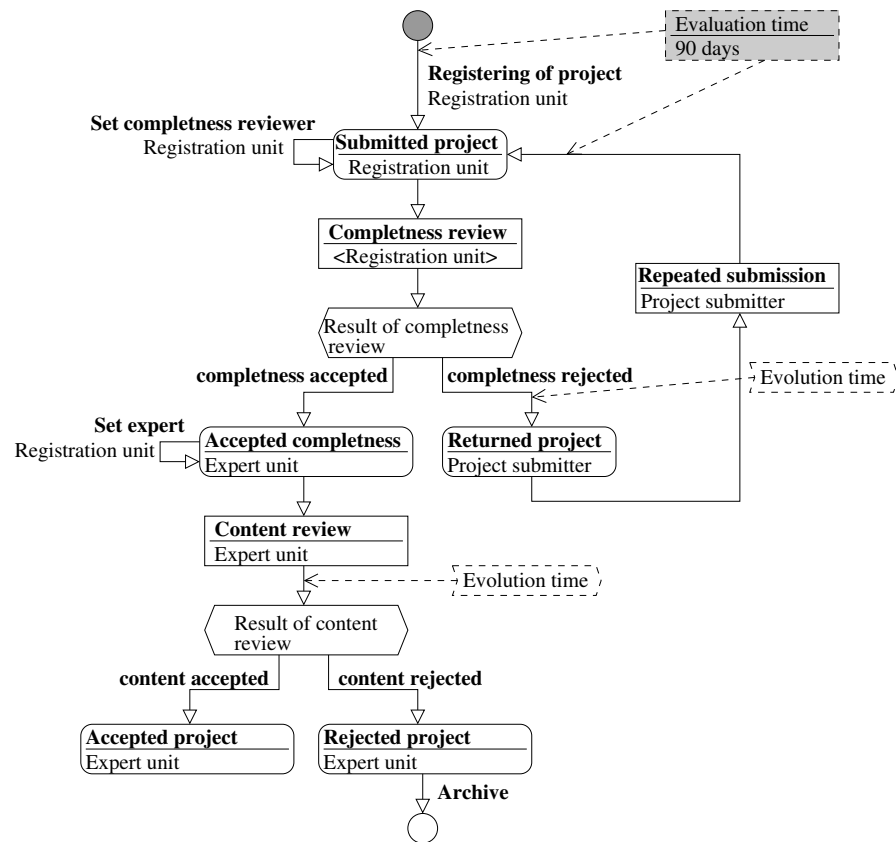 Evaluation time
90 days
Registering of project
Registration unit
Set completness reviewer
Registration unit
Submitted project
Registration unit
Completness review
<Registration unit>
Repeated submission
Project submitter
Result of completness
review
completness accepted
completness rejected
Evolution time
Set expert
Registration unit
Accepted completness
Expert unit
Returned project
Project submitter
Content review
Expert unit
Evolution time
Result of content
review
content accepted
content rejected
Accepted project
Expert unit
Rejected project
Expert unit
Archive